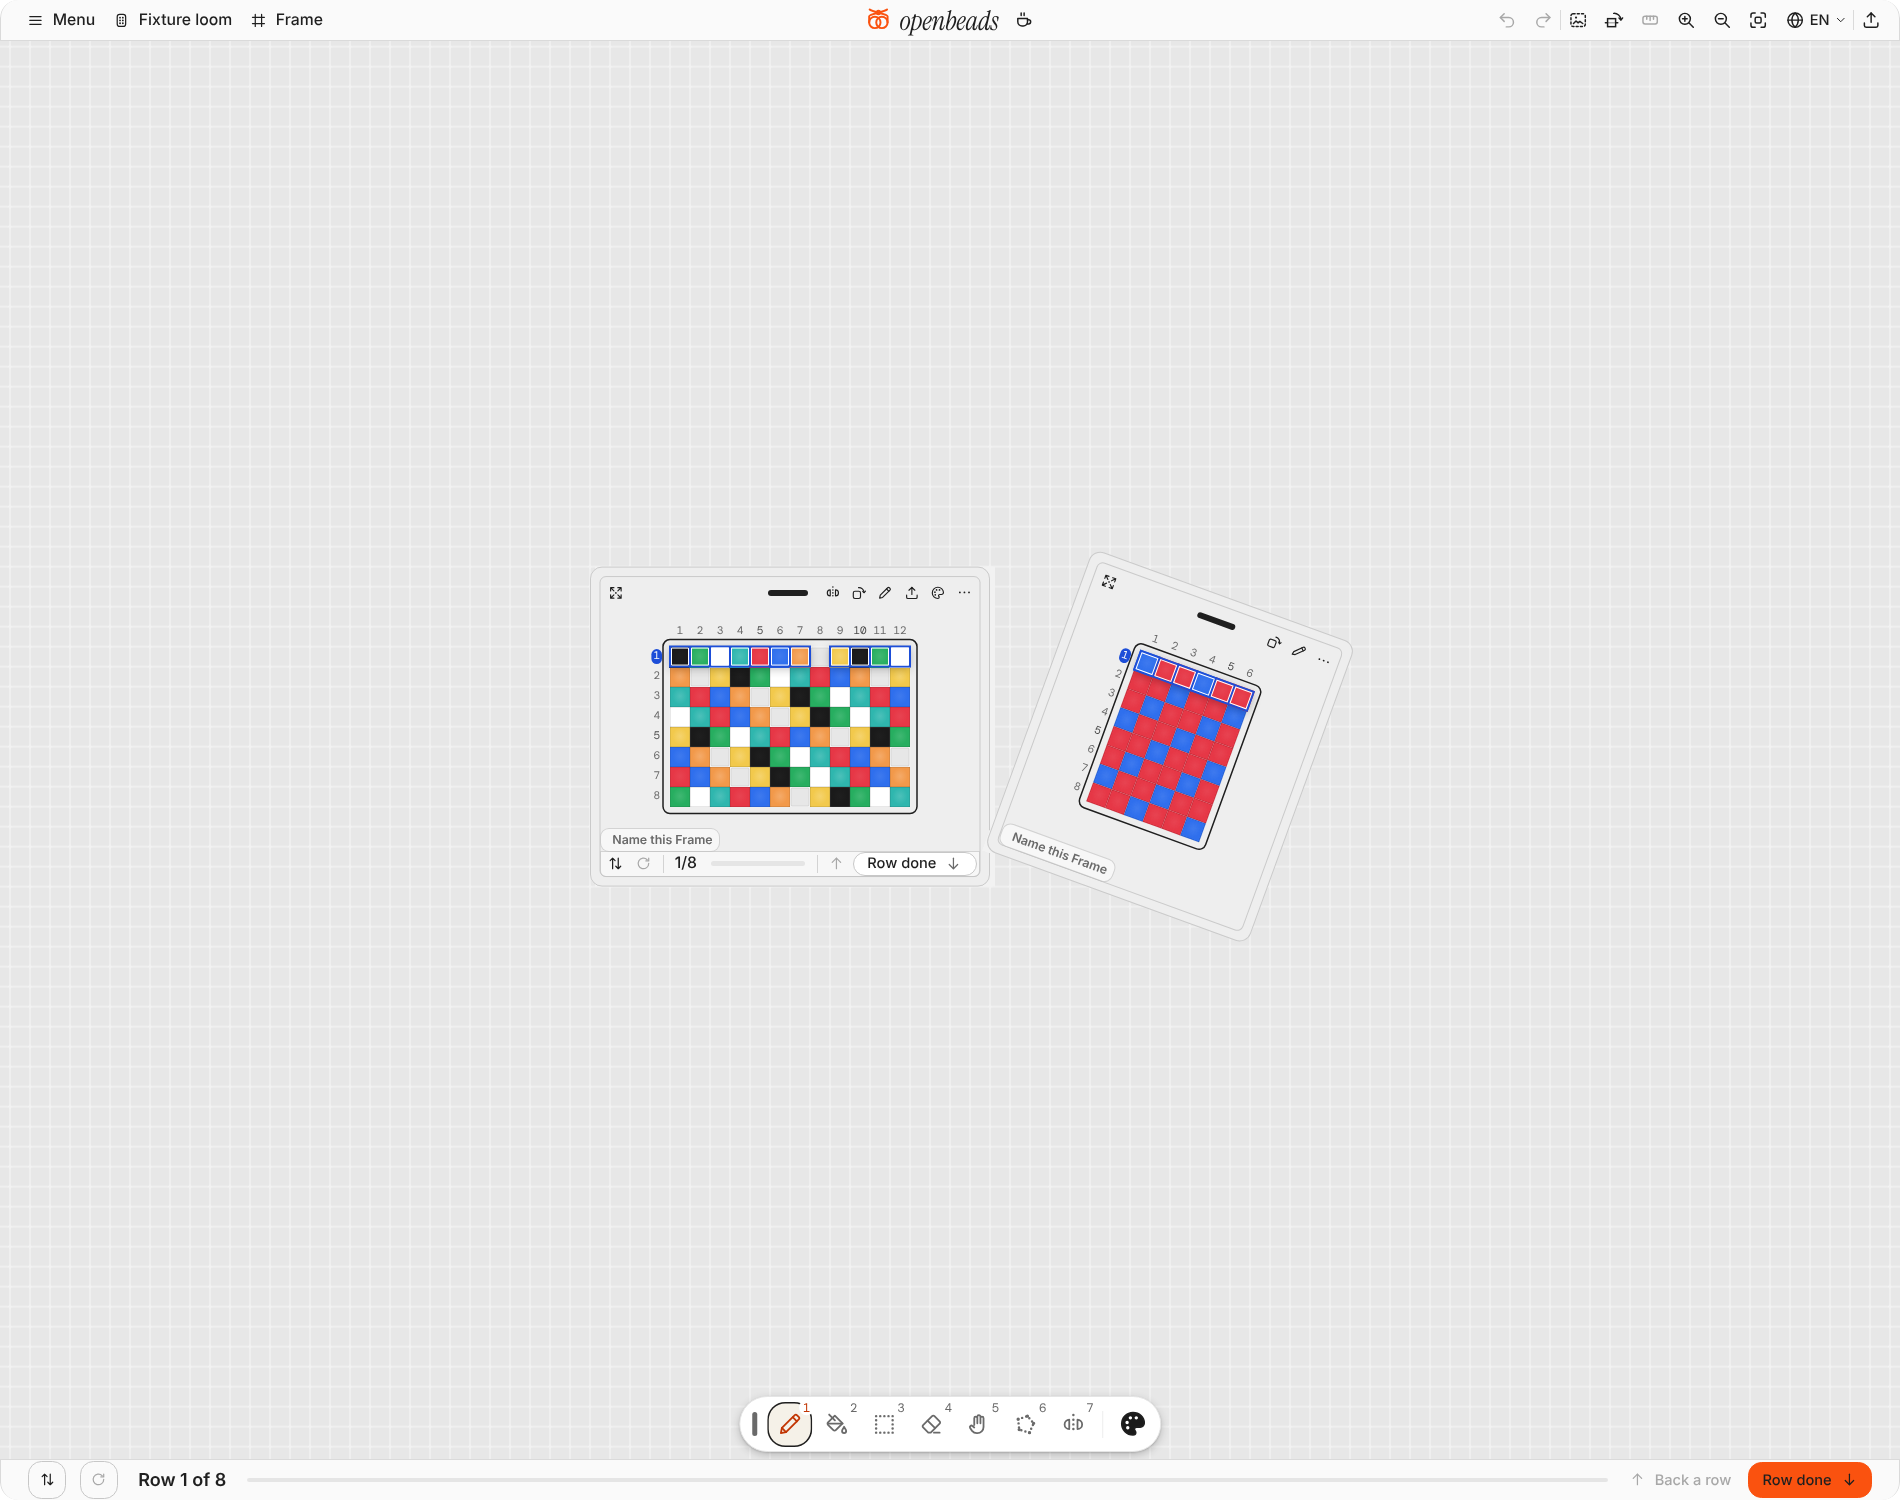 Menu Fixture loom Frame openbeads EN
1 2 3 4 5 6 7 8 9 10 11 12
1
2
3
4
5
6
7
8
Name this Frame
1/8 Row done
1 2 3 4 5 6
1
2
3
4
5
6
7
8
Name this Frame
1 2 3 4 5 6 7
Row 1 of 8 Back a row Row done